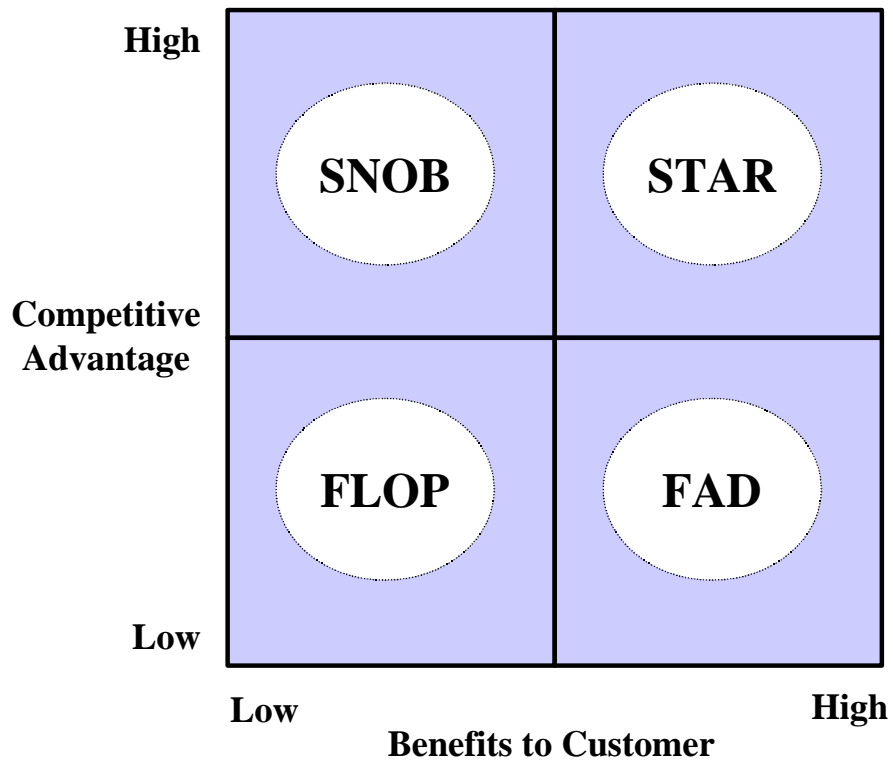 High
SNOB STAR
Competitive
Advantage
FLOP FAD
Low
Low High
Benefits to Customer